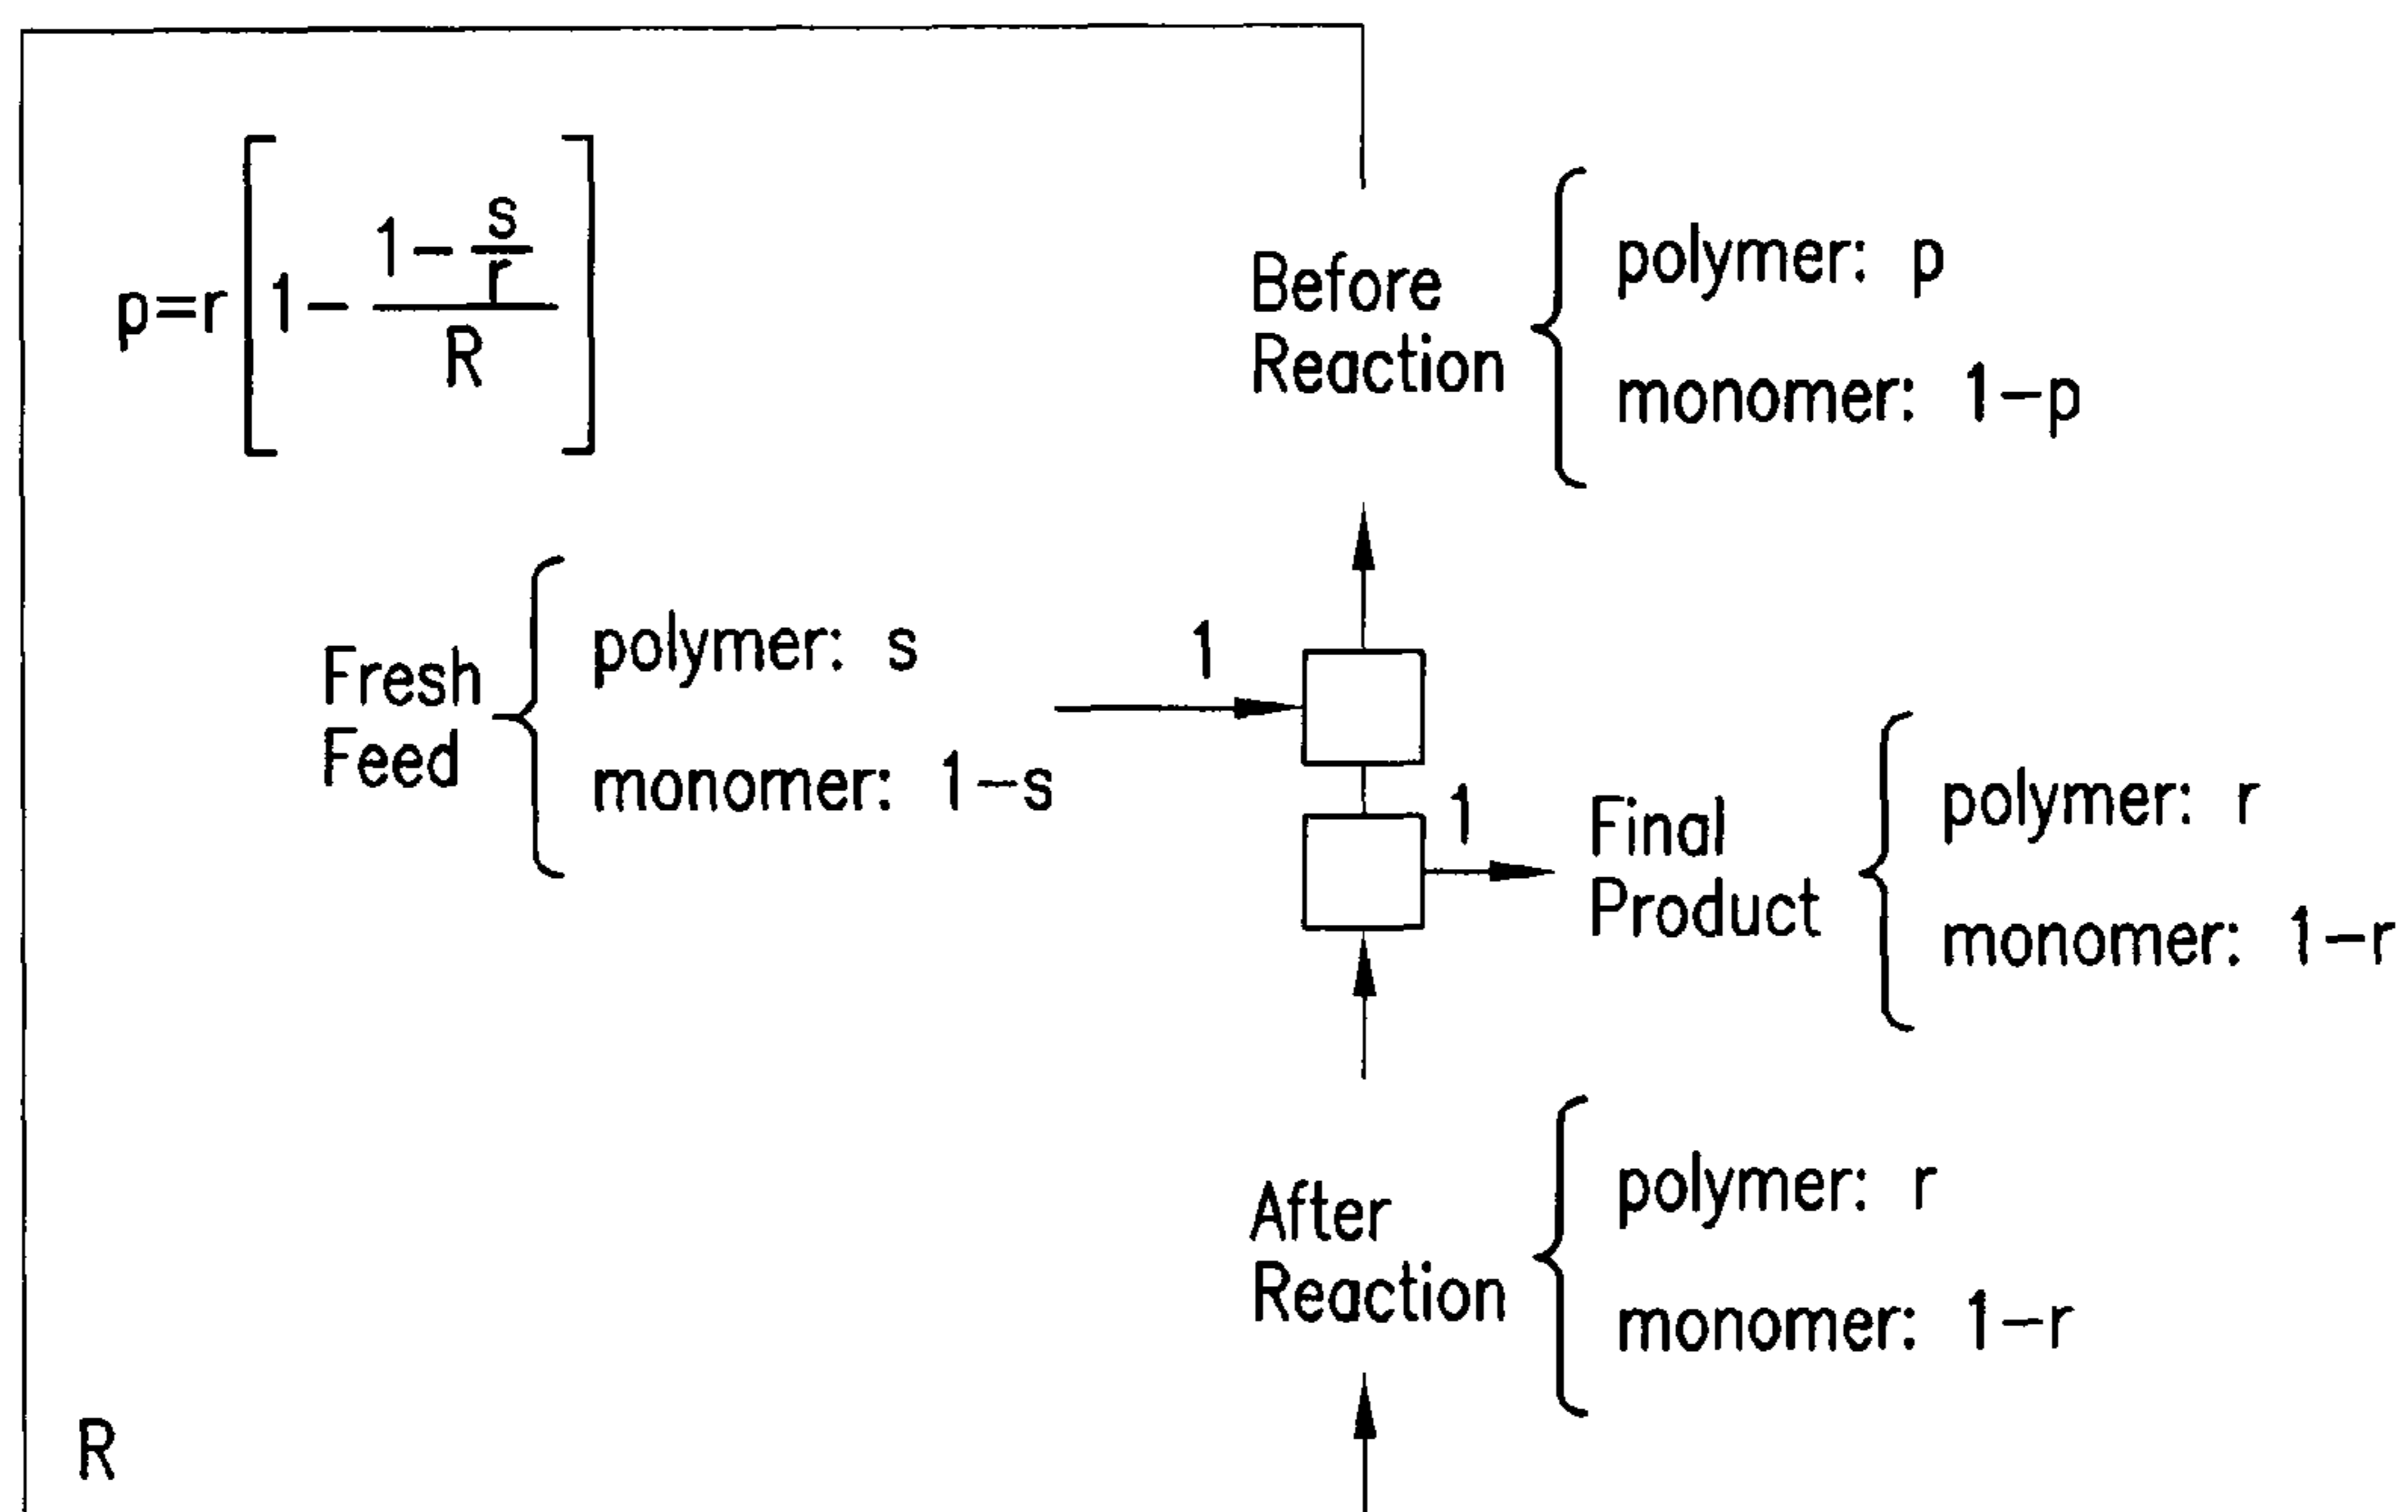 p=r[1-(1-s/r)/R]
Before
Reaction
polymer: p
monomer: 1-p
Fresh
Feed
polymer: s
monomer: 1-s
1
1
Final
Product
polymer: r
monomer: 1-r
After
Reaction
polymer: r
monomer: 1-r
R